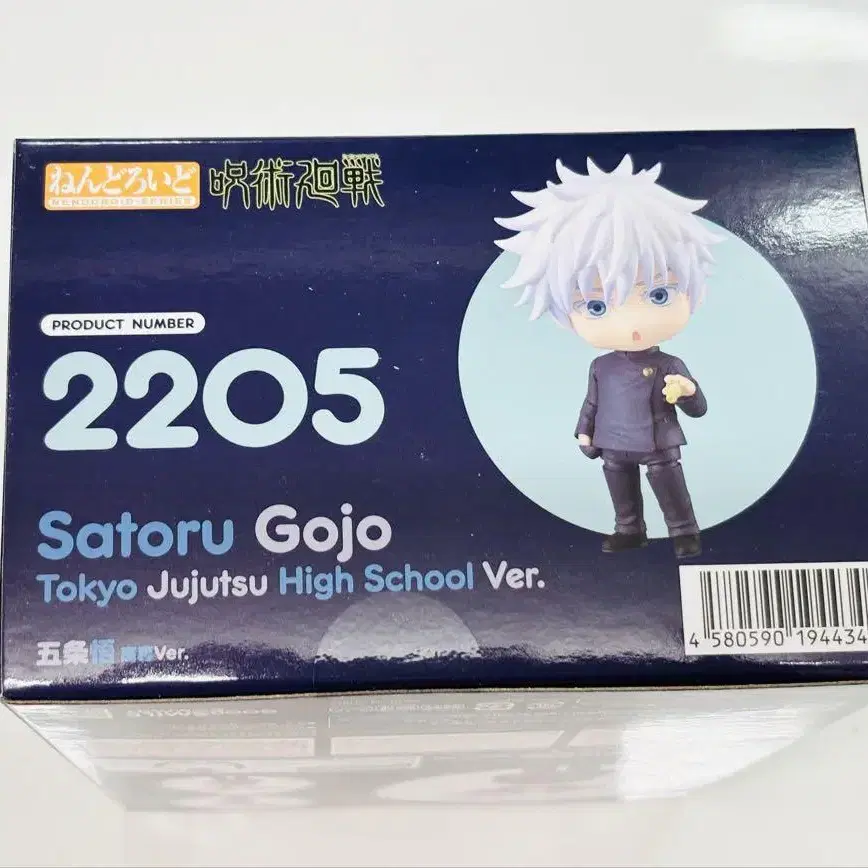 ねんどろいど
NENDOROID SERIES
呪術廻戦
PRODUCT NUMBER
2205
Satoru Gojo
Tokyo Jujutsu High School Ver.
五条悟 Ver.
4 580590 194434